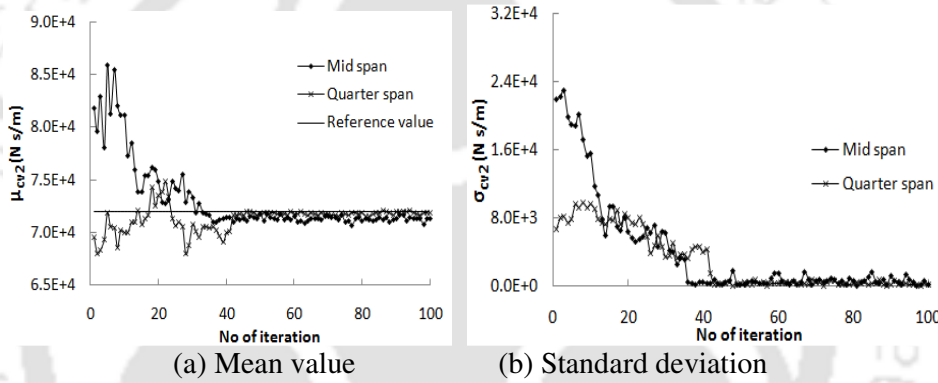 9.0E+4
8.5E+4
8.0E+4
7.5E+4
7.0E+4
6.5E+4
μcv2 (N s/m)
Mid span
Quarter span
Reference value
0 20 40 60 80 100
No of iteration
(a) Mean value
3.2E+4
2.4E+4
1.6E+4
8.0E+3
0.0E+0
σcv2 (N s/m)
Mid span
Quarter span
0 20 40 60 80 100
No of iteration
(b) Standard deviation